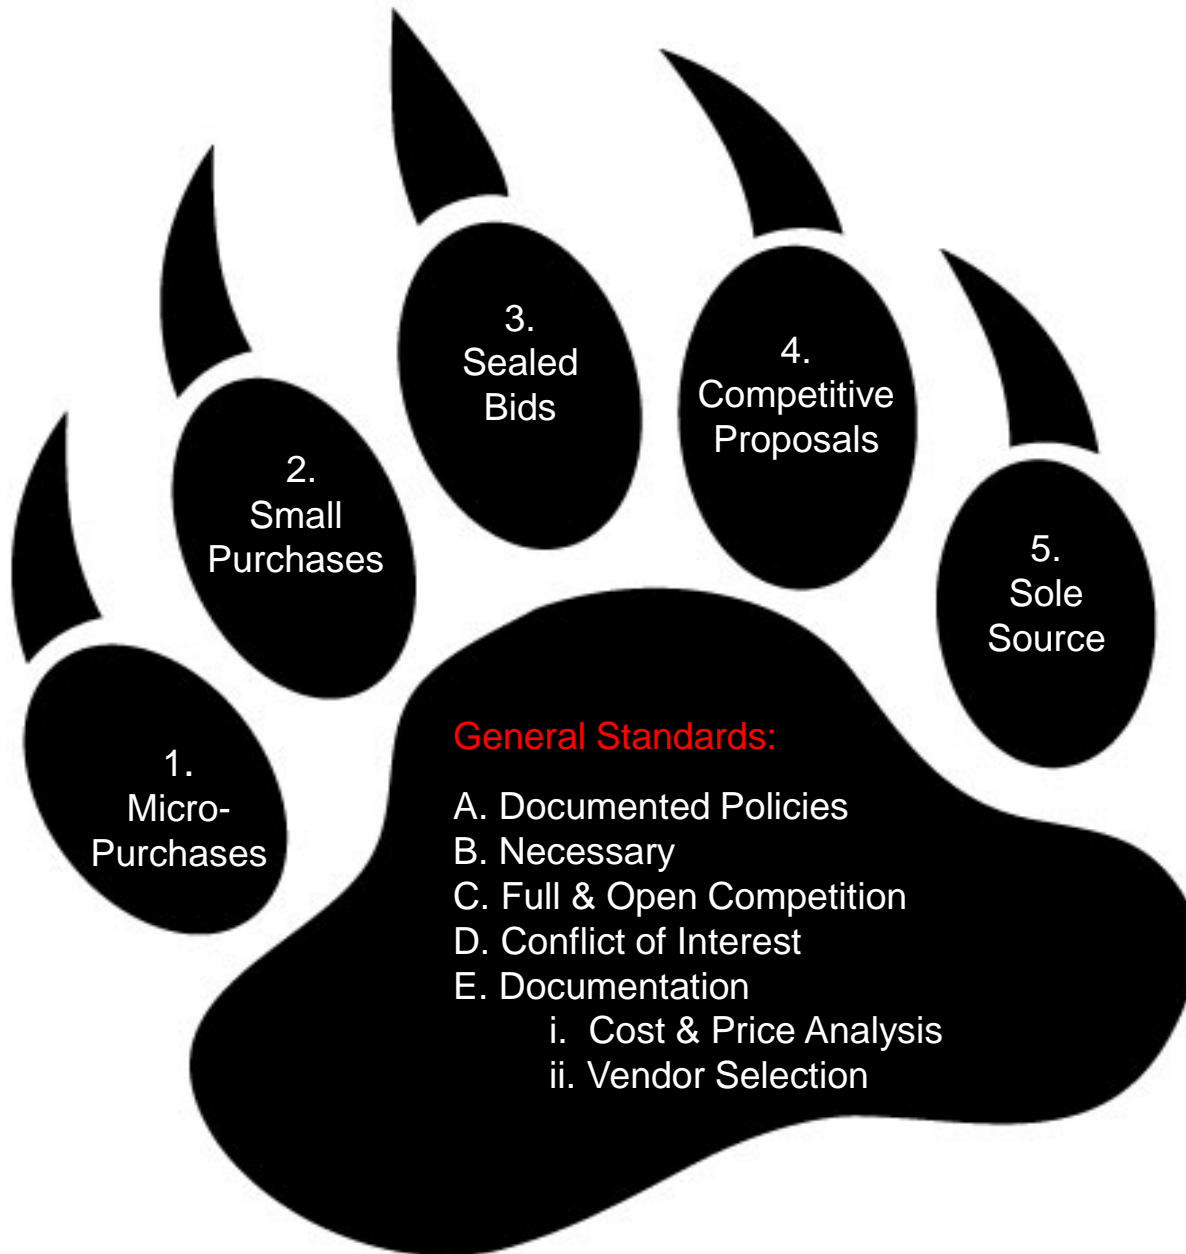 1.
Micro-
Purchases
2.
Small
Purchases
3.
Sealed
Bids
4.
Competitive
Proposals
5.
Sole
Source
General Standards:
A. Documented Policies
B. Necessary
C. Full & Open Competition
D. Conflict of Interest
E. Documentation
i. Cost & Price Analysis
ii. Vendor Selection